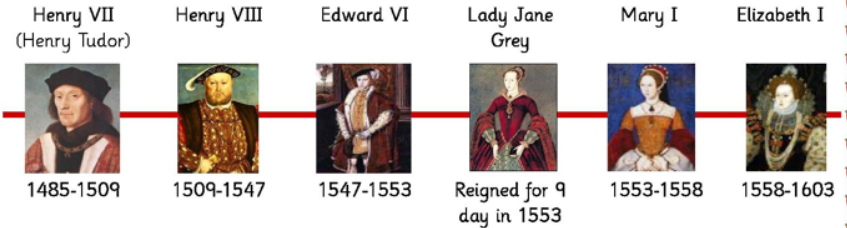 Henry VII
(Henry Tudor)
Henry VIII
Edward VI
Lady Jane
Grey
Mary I
Elizabeth I
1485-1509
1509-1547
1547-1553
Reigned for 9
day in 1553
1553-1558
1558-1603